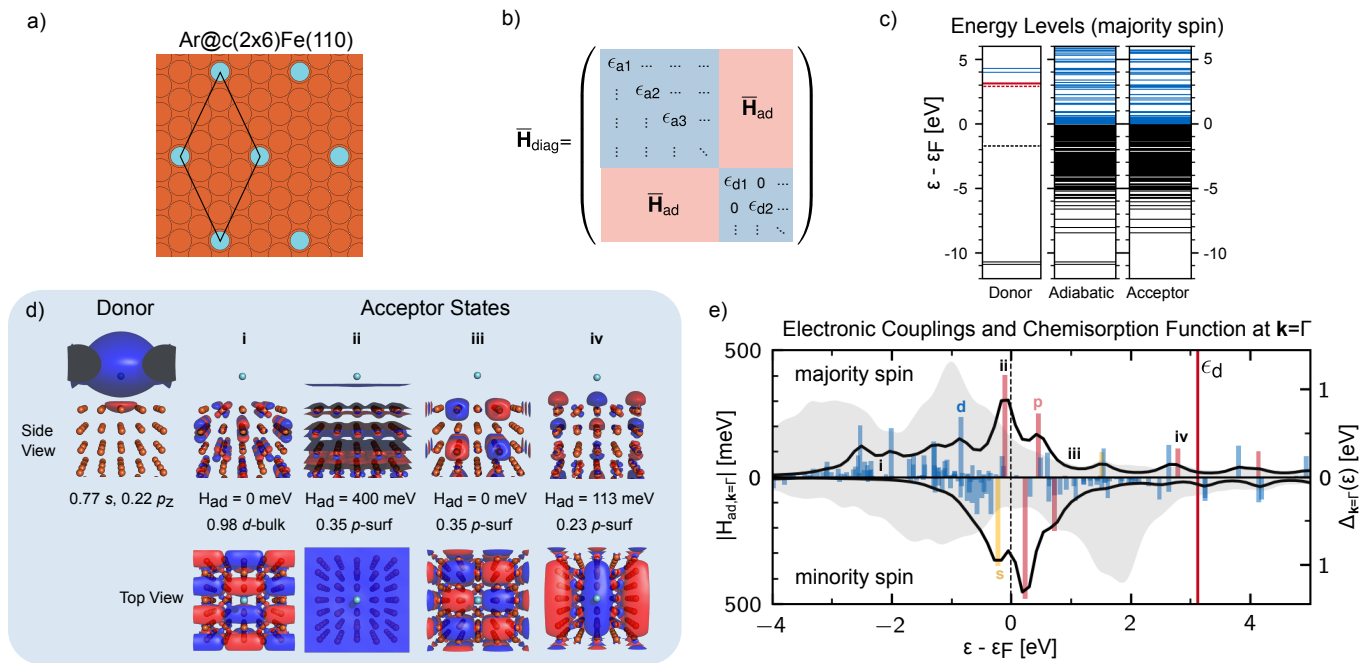 a)
Ar@c(2x6)Fe(110)
b)
H̅diag=
ϵa1 ... ... ...
⋮ ϵa2 ... ...
⋮ ⋮ ϵa3 ...
⋮ ⋮ ⋮ ⋱
H̅ad
H̅ad
ϵd1 0 ...
0 ϵd2 ...
⋮ ⋮ ⋱
c)
Energy Levels (majority spin)
ε - εF [eV]
5
0
-5
-10
5
0
-5
-10
Donor
Adiabatic
Acceptor
d)
Donor
Acceptor States
i
ii
iii
iv
Side
View
0.77 s, 0.22 pz
Had = 0 meV
Had = 400 meV
Had = 0 meV
Had = 113 meV
0.98 d-bulk
0.35 p-surf
0.35 p-surf
0.23 p-surf
Top View
e)
Electronic Couplings and Chemisorption Function at k=Γ
majority spin
minority spin
ii
ϵd
d
p
i
iii
iv
s
|Had,k=Γ| [meV]
500
0
500
Δk=Γ(ε) [eV]
1
0
1
−4
−2
0
2
4
ε - εF [eV]